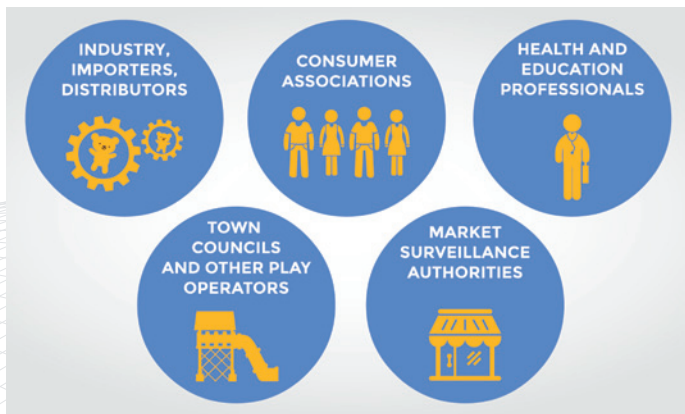 INDUSTRY,
IMPORTERS,
DISTRIBUTORS
CONSUMER
ASSOCIATIONS
HEALTH AND
EDUCATION
PROFESSIONALS
TOWN
COUNCILS
AND OTHER PLAY
OPERATORS
MARKET
SURVEILLANCE
AUTHORITIES